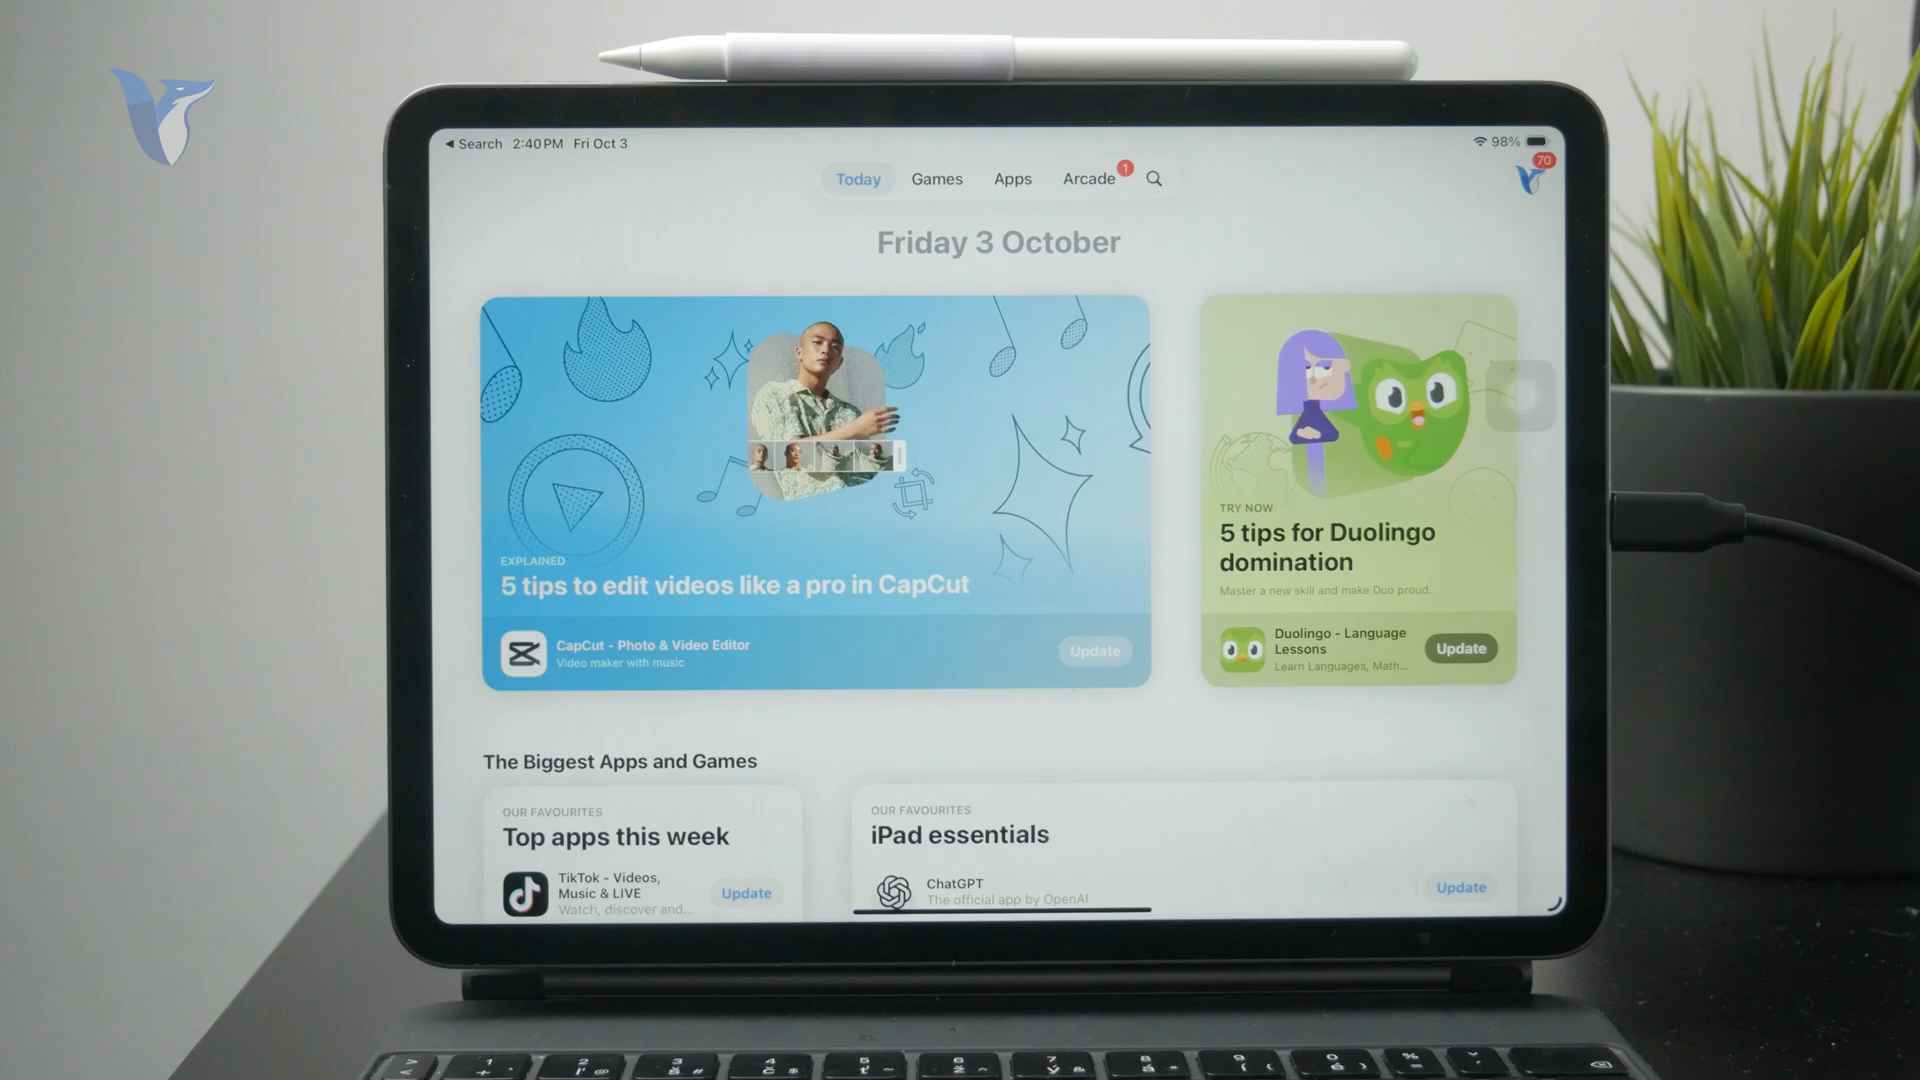 ◀ Search 2:40 PM Fri Oct 3
98%
70
Today Games Apps Arcade 1
Friday 3 October
EXPLAINED
5 tips to edit videos like a pro in CapCut
CapCut - Photo & Video Editor
Video maker with music
Update
TRY NOW
5 tips for Duolingo
domination
Master a new skill and make Duo proud.
Duolingo - Language
Lessons
Learn Languages, Math...
Update
The Biggest Apps and Games
OUR FAVOURITES
Top apps this week
TikTok - Videos,
Music & LIVE
Watch, discover and...
Update
OUR FAVOURITES
iPad essentials
ChatGPT
The official app by OpenAI
Update